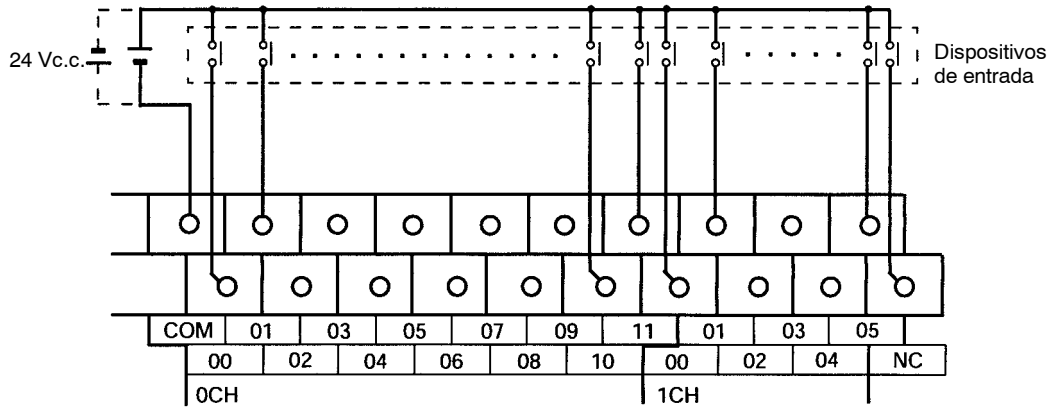 24 Vc.c.
Dispositivos
de entrada
COM 01 03 05 07 09 11 01 03 05
00 02 04 06 08 10 00 02 04 NC
0CH 1CH